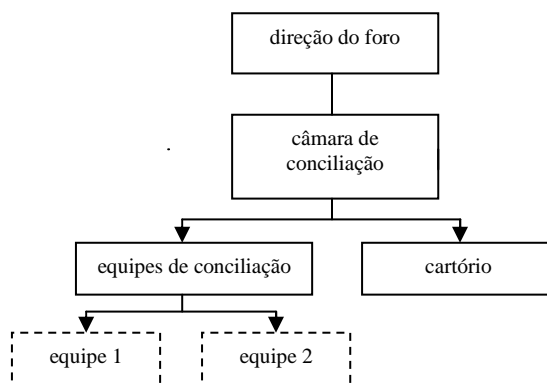 direção do foro
câmara de
conciliação
equipes de conciliação
cartório
equipe 1
equipe 2